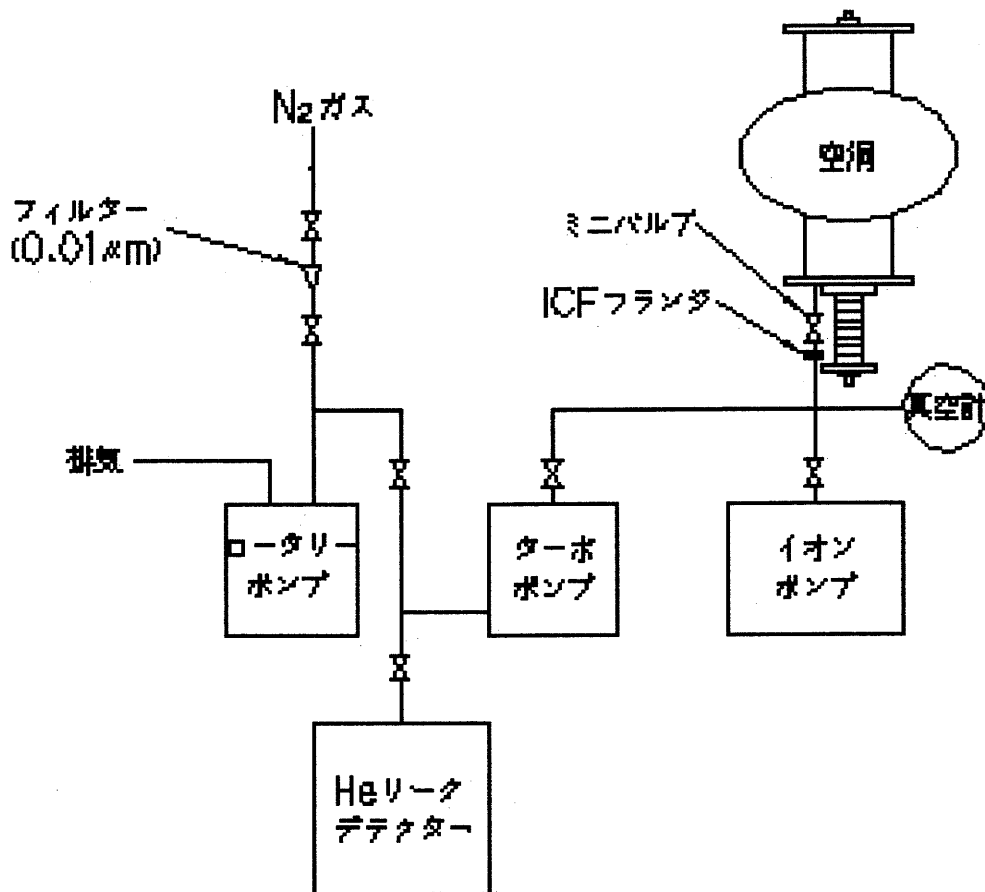 N₂ガス
フィルター
(0.01μm)
空洞
ミニバルブ
ICFフランジ
真空計
排気
ロータリー
ポンプ
ターボ
ポンプ
イオン
ポンプ
Heリーク
デテクター